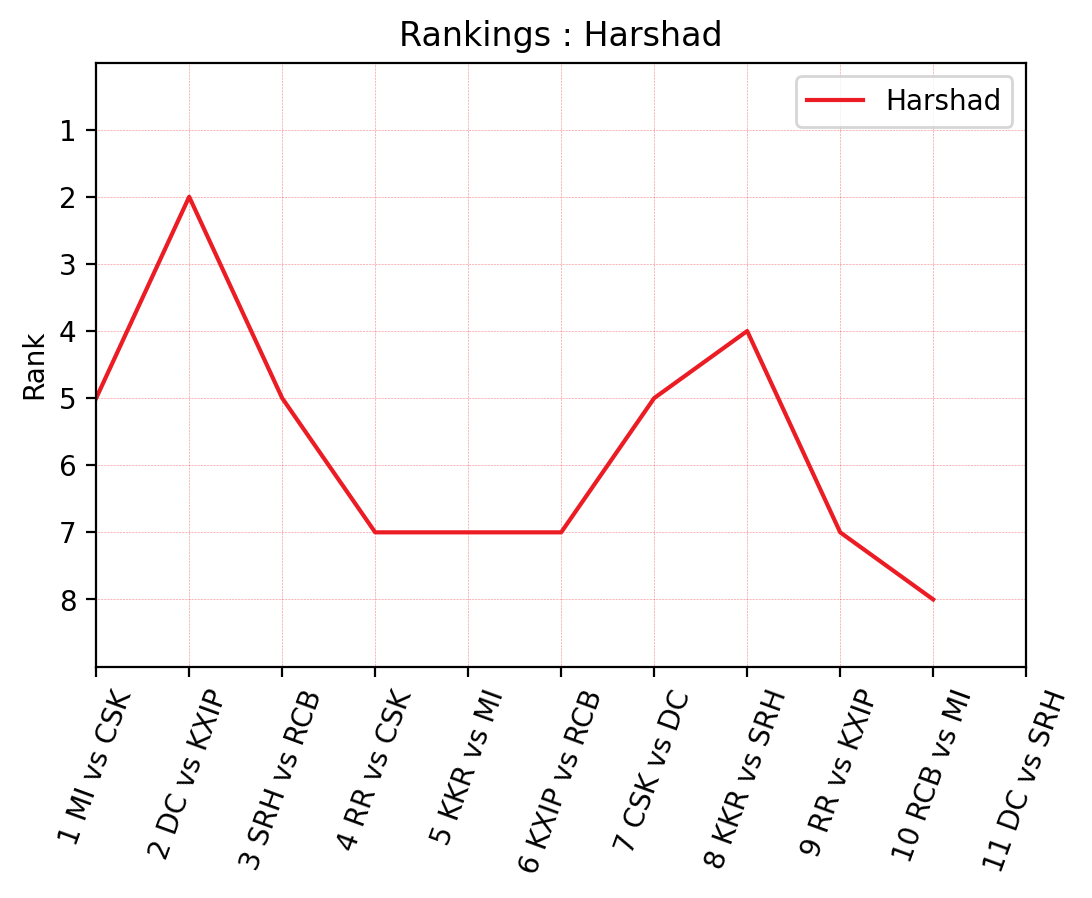 Rankings : Harshad
Harshad
Rank
1
2
3
4
5
6
7
8
1 MI vs CSK
2 DC vs KXIP
3 SRH vs RCB
4 RR vs CSK
5 KKR vs MI
6 KXIP vs RCB
7 CSK vs DC
8 KKR vs SRH
9 RR vs KXIP
10 RCB vs MI
11 DC vs SRH